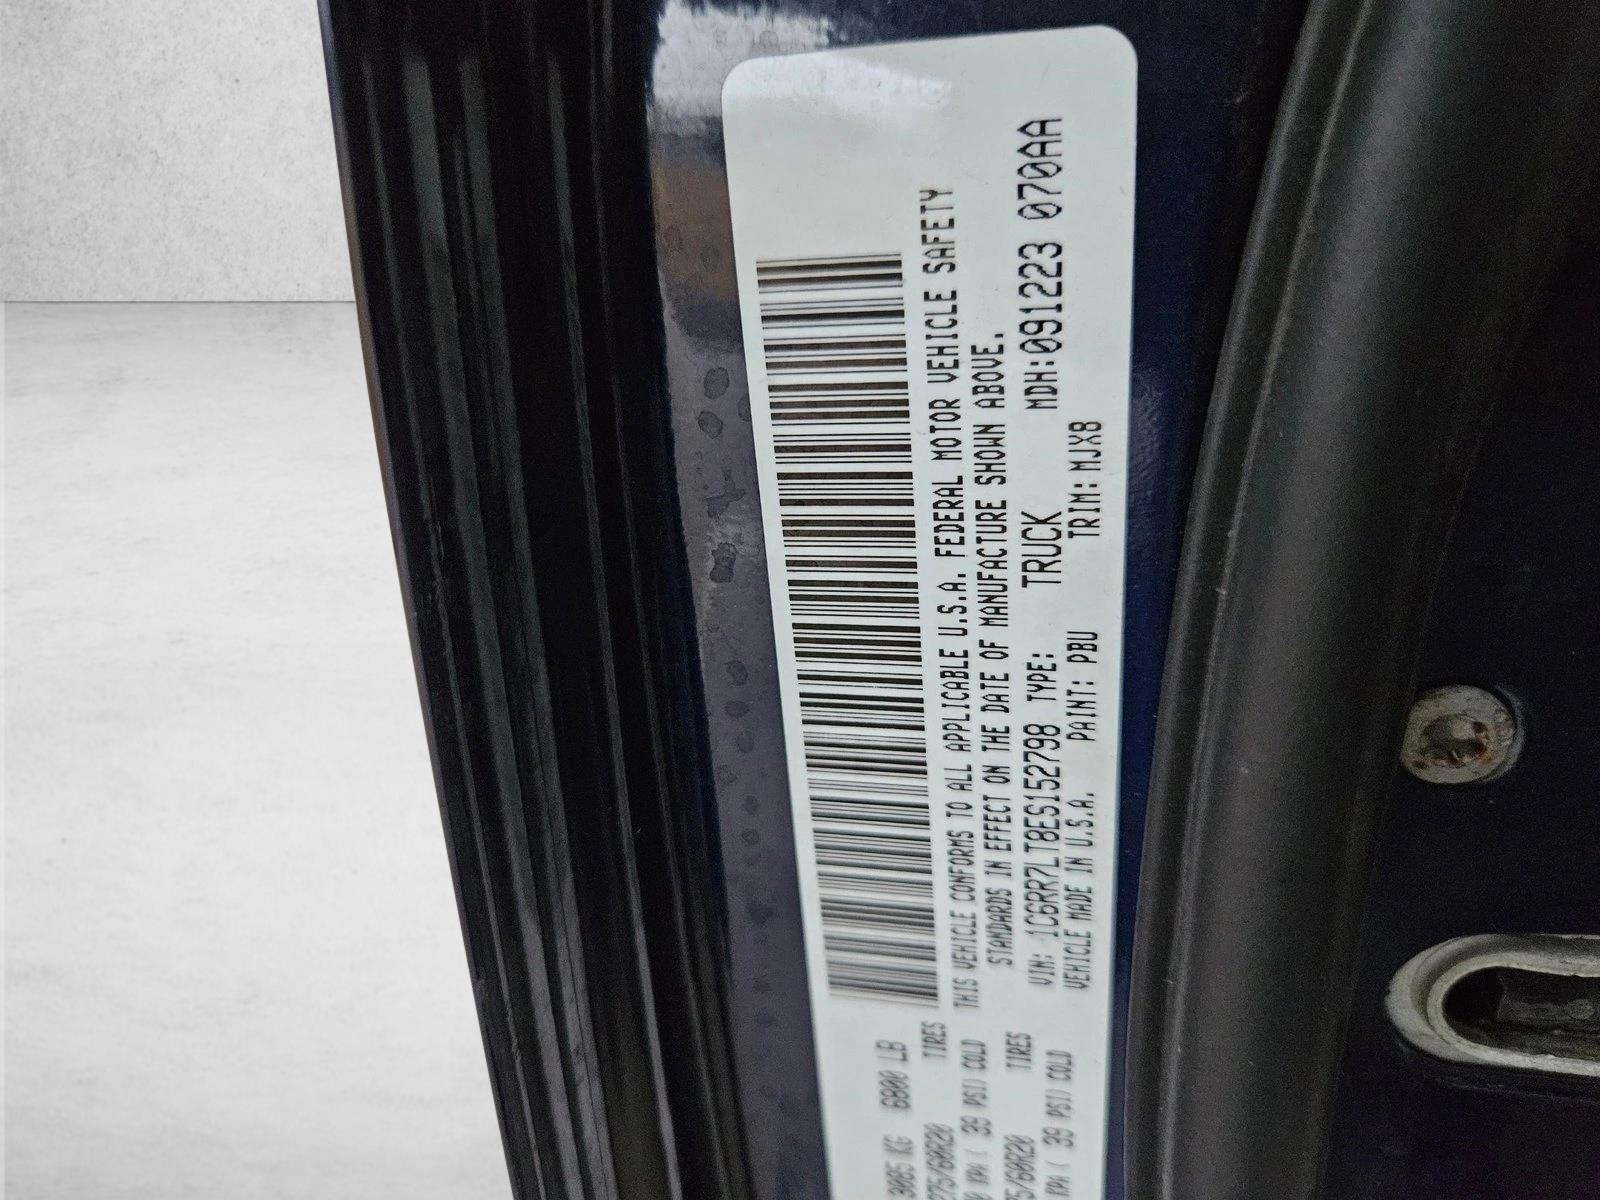 3085 KG 6800 LB
275/60R20 TIRES
KPA ( 39 PSI) COLD
75/60R20 TIRES
KPA ( 39 PSI) COLD
THIS VEHICLE CONFORMS TO ALL APPLICABLE U.S.A. FEDERAL MOTOR VEHICLE SAFETY
STANDARDS IN EFFECT ON THE DATE OF MANUFACTURE SHOWN ABOVE.
VIN: 1C6RR7LT8ES152798 TYPE: TRUCK MDH:091223 070AA
VEHICLE MADE IN U.S.A. PAINT: PBU TRIM: MJX8